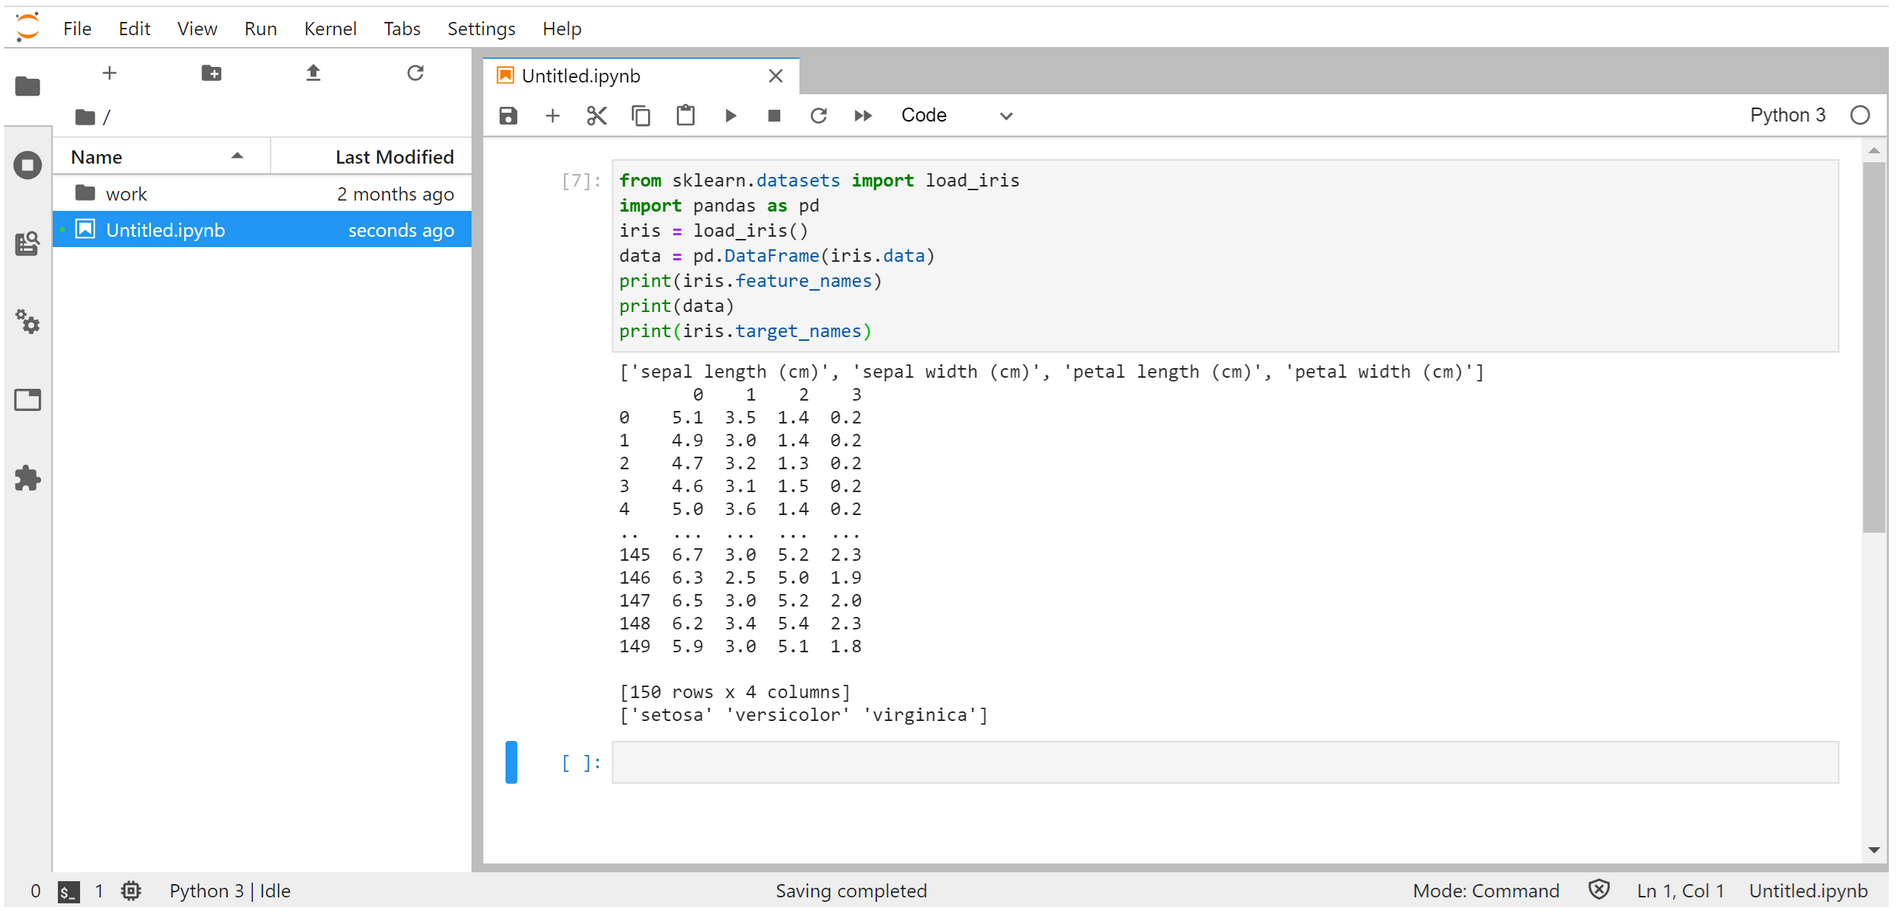 File Edit View Run Kernel Tabs Settings Help
/
Name Last Modified
work 2 months ago
Untitled.ipynb seconds ago
Untitled.ipynb
Code Python 3
[7]: from sklearn.datasets import load_iris
import pandas as pd
iris = load_iris()
data = pd.DataFrame(iris.data)
print(iris.feature_names)
print(data)
print(iris.target_names)
['sepal length (cm)', 'sepal width (cm)', 'petal length (cm)', 'petal width (cm)']
0 1 2 3
0 5.1 3.5 1.4 0.2
1 4.9 3.0 1.4 0.2
2 4.7 3.2 1.3 0.2
3 4.6 3.1 1.5 0.2
4 5.0 3.6 1.4 0.2
.. ... ... ... ...
145 6.7 3.0 5.2 2.3
146 6.3 2.5 5.0 1.9
147 6.5 3.0 5.2 2.0
148 6.2 3.4 5.4 2.3
149 5.9 3.0 5.1 1.8
[150 rows x 4 columns]
['setosa' 'versicolor' 'virginica']
[ ]:
0 $_ 1 Python 3 | Idle Saving completed Mode: Command Ln 1, Col 1 Untitled.ipynb